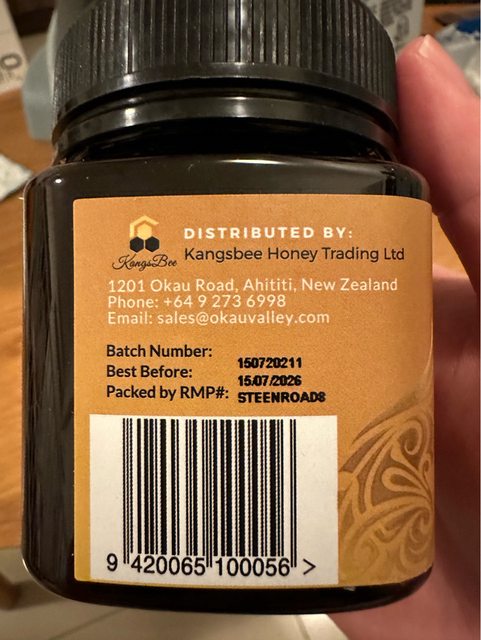 KangsBee
DISTRIBUTED BY:
Kangsbee Honey Trading Ltd
1201 Okau Road, Ahititi, New Zealand
Phone: +64 9 273 6998
Email: sales@okauvalley.com
Batch Number: 150720211
Best Before: 15/07/2026
Packed by RMP#: STEENROAD8
9 420065 100056 >